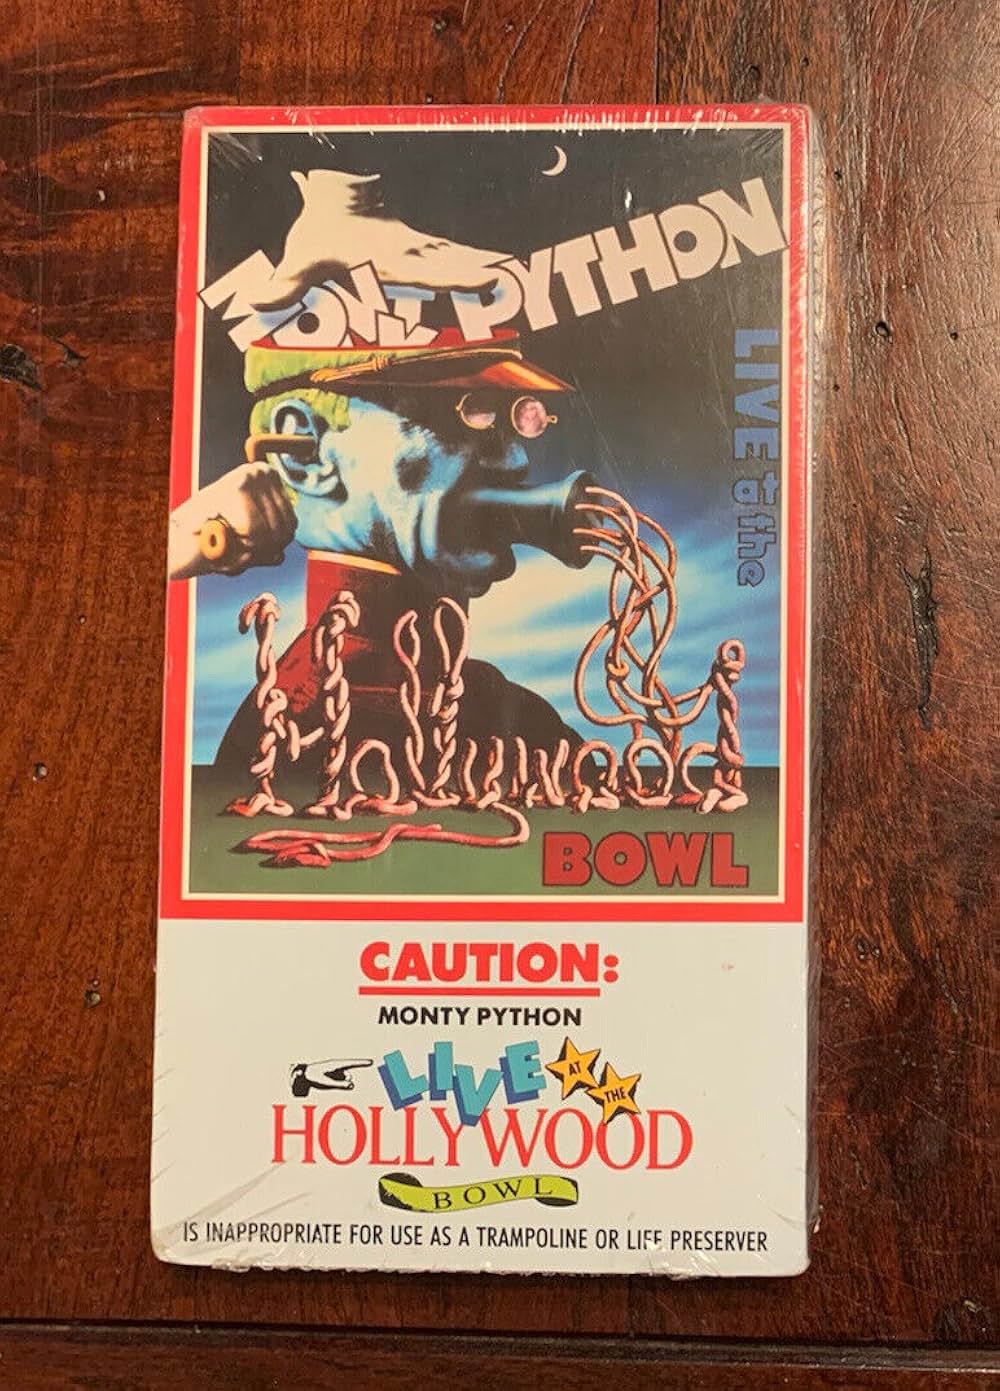 MONTY PYTHON
LIVE at the
Hollywood
BOWL
CAUTION:
MONTY PYTHON
LIVE AT THE
HOLLYWOOD
BOWL
IS INAPPROPRIATE FOR USE AS A TRAMPOLINE OR LIFE PRESERVER